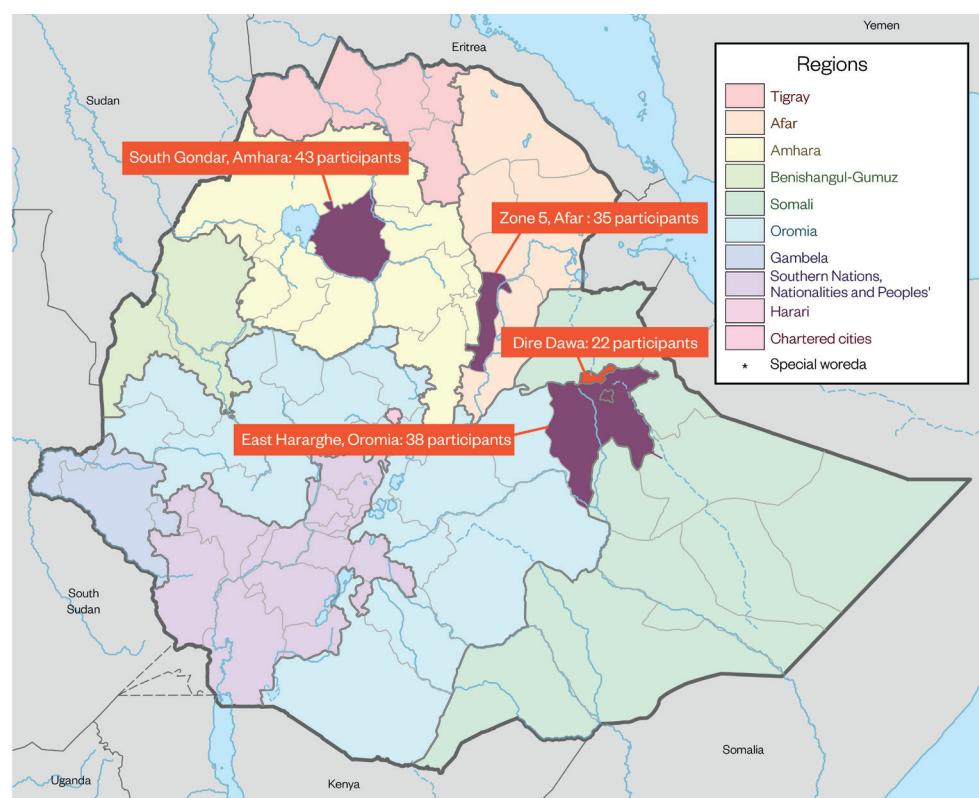 Yemen
Eritrea
Sudan
Regions
Tigray
Afar
Amhara
Benishangul-Gumuz
Somali
Oromia
Gambela
Southern Nations,
Nationalities and Peoples'
Harari
Chartered cities
* Special woreda
South Gondar, Amhara: 43 participants
Zone 5, Afar : 35 participants
Dire Dawa: 22 participants
East Hararghe, Oromia: 38 participants
South
Sudan
Somalia
Uganda
Kenya